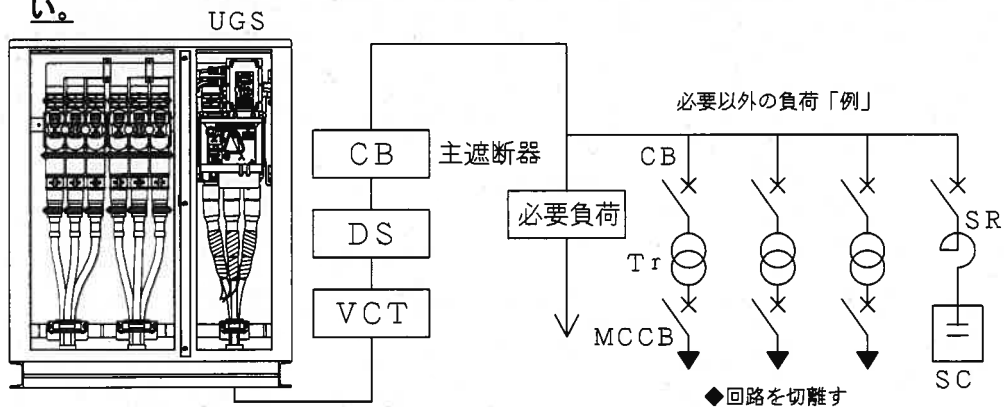 い。
UGS
必要以外の負荷「例」
CB 主遮断器
CB
必要負荷
DS
SR
Tr
VCT
MCCB
SC
◆回路を切離す